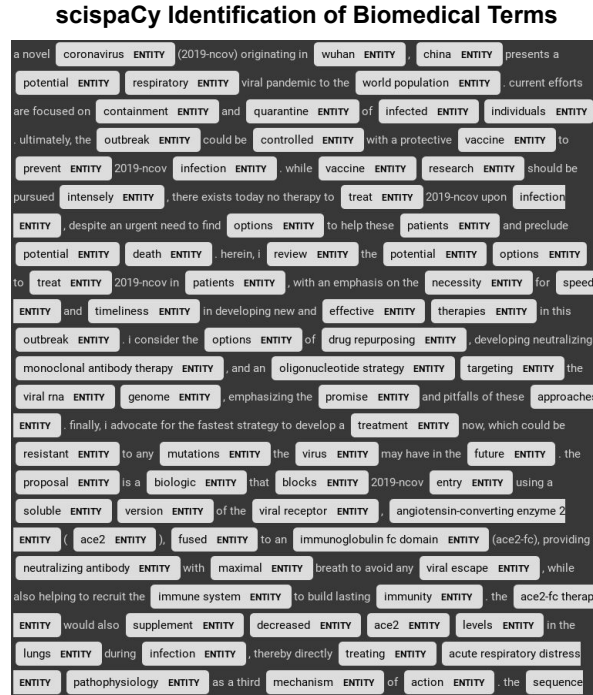 scispaCy Identification of Biomedical Terms
a novel coronavirus ENTITY (2019-ncov) originating in wuhan ENTITY , china ENTITY presents a
potential ENTITY respiratory ENTITY viral pandemic to the world population ENTITY . current efforts
are focused on containment ENTITY and quarantine ENTITY of infected ENTITY individuals ENTITY
. ultimately, the outbreak ENTITY could be controlled ENTITY with a protective vaccine ENTITY to
prevent ENTITY 2019-ncov infection ENTITY . while vaccine ENTITY research ENTITY should be
pursued intensely ENTITY , there exists today no therapy to treat ENTITY 2019-ncov upon infection
ENTITY , despite an urgent need to find options ENTITY to help these patients ENTITY and preclude
potential ENTITY death ENTITY . herein, i review ENTITY the potential ENTITY options ENTITY
to treat ENTITY 2019-ncov in patients ENTITY , with an emphasis on the necessity ENTITY for speed
ENTITY and timeliness ENTITY in developing new and effective ENTITY therapies ENTITY in this
outbreak ENTITY . i consider the options ENTITY of drug repurposing ENTITY , developing neutralizing
monoclonal antibody therapy ENTITY , and an oligonucleotide strategy ENTITY targeting ENTITY the
viral rna ENTITY genome ENTITY , emphasizing the promise ENTITY and pitfalls of these approaches
ENTITY . finally, i advocate for the fastest strategy to develop a treatment ENTITY now, which could be
resistant ENTITY to any mutations ENTITY the virus ENTITY may have in the future ENTITY . the
proposal ENTITY is a biologic ENTITY that blocks ENTITY 2019-ncov entry ENTITY using a
soluble ENTITY version ENTITY of the viral receptor ENTITY , angiotensin-converting enzyme 2
ENTITY ( ace2 ENTITY ), fused ENTITY to an immunoglobulin fc domain ENTITY (ace2-fc), providing
neutralizing antibody ENTITY with maximal ENTITY breath to avoid any viral escape ENTITY , while
also helping to recruit the immune system ENTITY to build lasting immunity ENTITY . the ace2-fc therap
ENTITY would also supplement ENTITY decreased ENTITY ace2 ENTITY levels ENTITY in the
lungs ENTITY during infection ENTITY , thereby directly treating ENTITY acute respiratory distress
ENTITY pathophysiology ENTITY as a third mechanism ENTITY of action ENTITY . the sequence